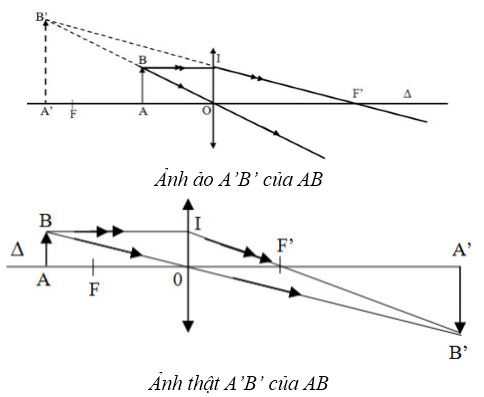 B'
B I
A' F A O F' Δ
Ảnh ảo A'B' của AB
B I
Δ F' A'
A F 0
B'
Ảnh thật A'B' của AB